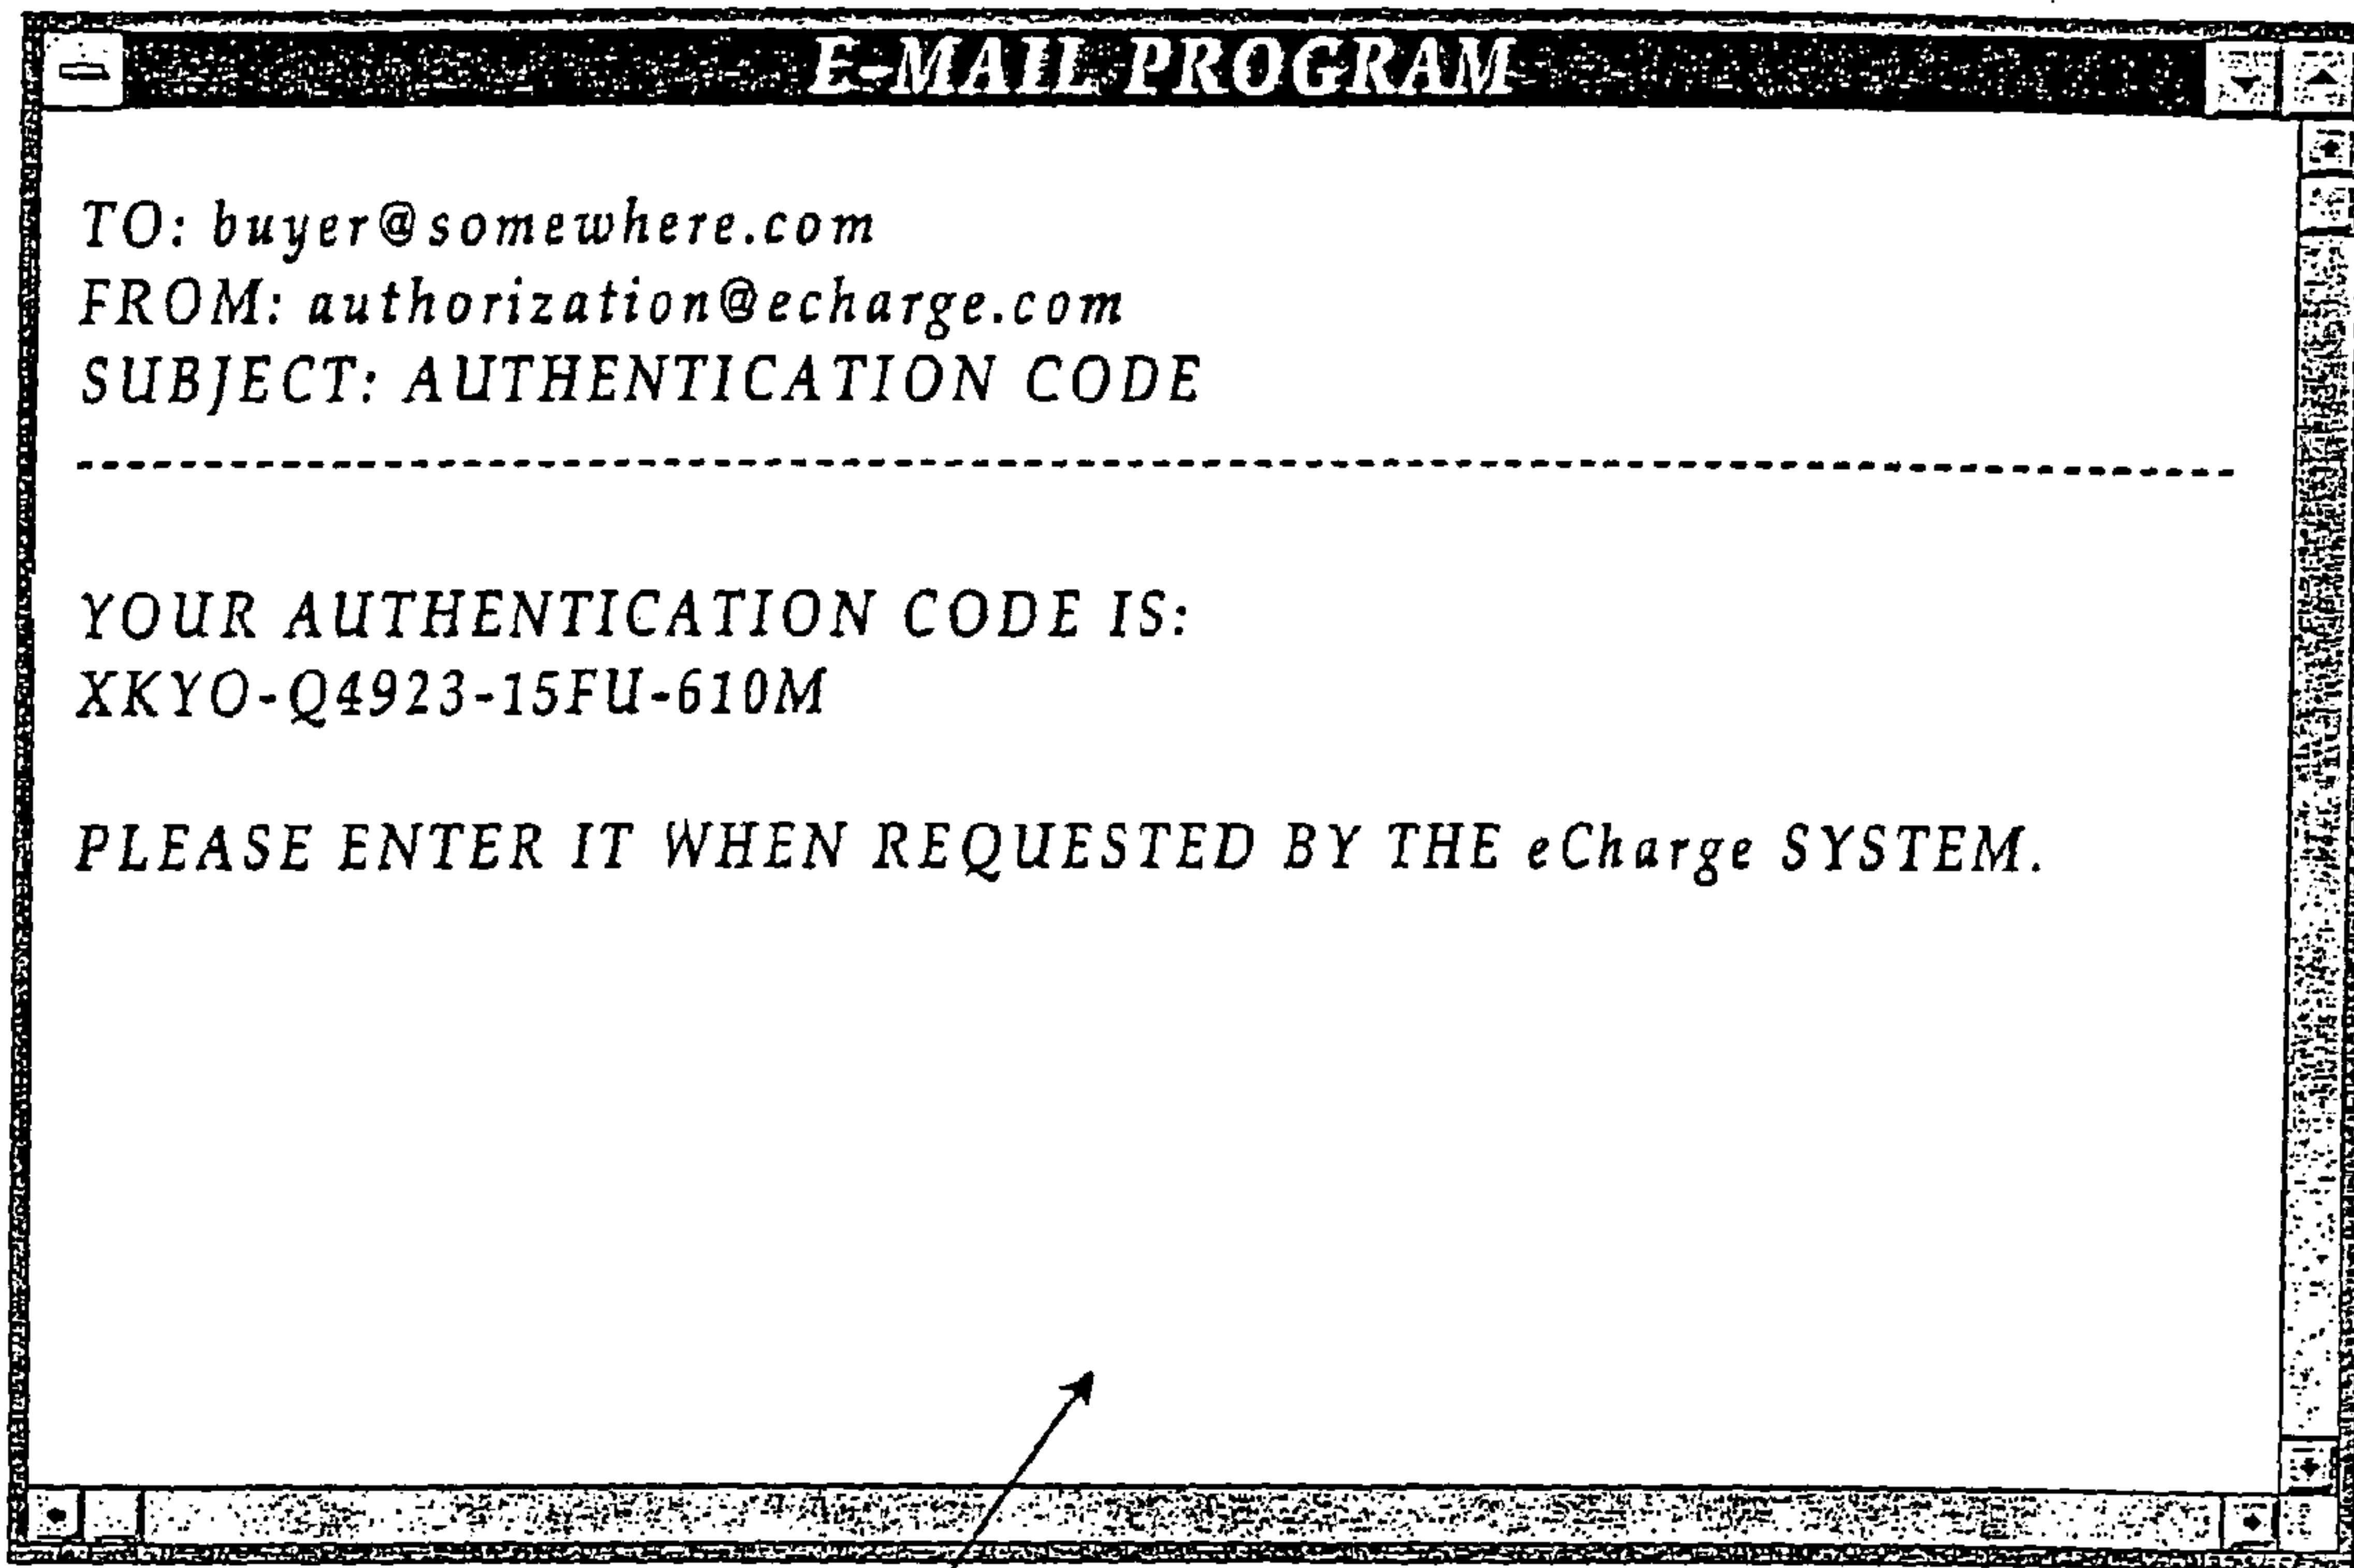 E-MAIL PROGRAM
TO: buyer@somewhere.com
FROM: authorization@echarge.com
SUBJECT: AUTHENTICATION CODE
YOUR AUTHENTICATION CODE IS:
XKYO-Q4923-15FU-610M
PLEASE ENTER IT WHEN REQUESTED BY THE eCharge SYSTEM.